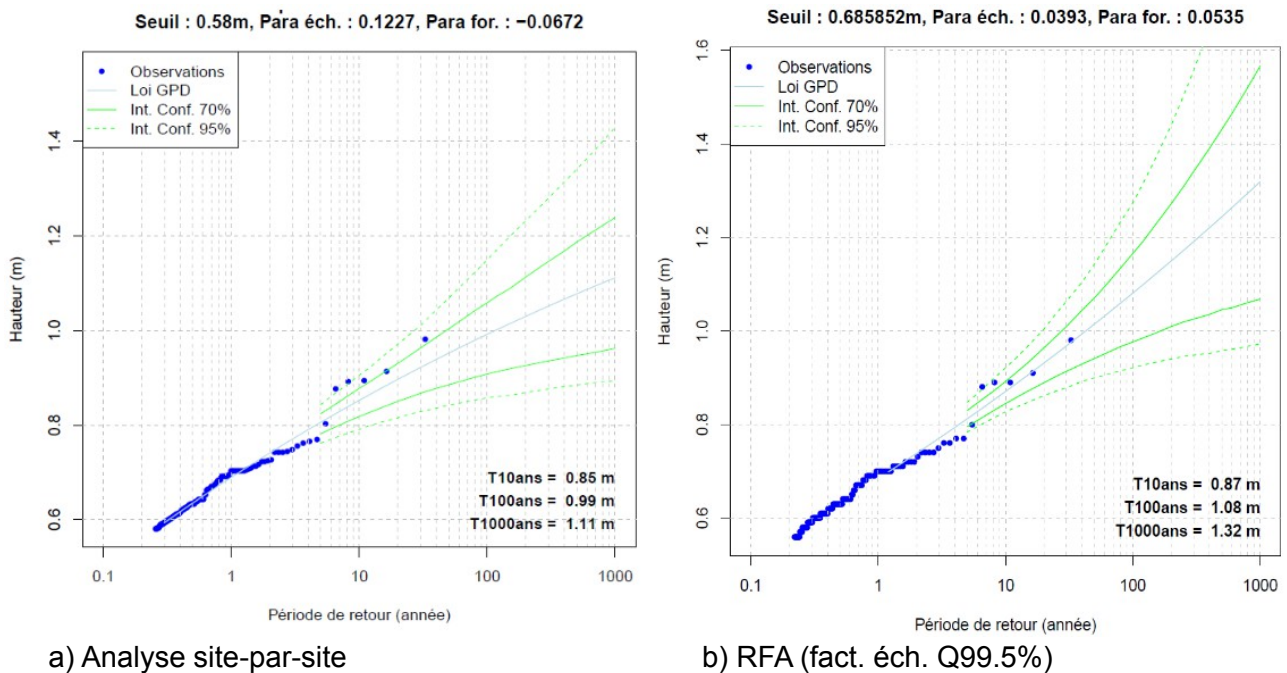 Seuil : 0.58m, Para éch. : 0.1227, Para for. : −0.0672
Observations
Loi GPD
Int. Conf. 70%
Int. Conf. 95%
Hauteur (m)
1.4
1.2
1.0
0.8
0.6
T10ans = 0.85 m
T100ans = 0.99 m
T1000ans = 1.11 m
0.1
1
10
100
1000
Période de retour (année)
a) Analyse site-par-site
Seuil : 0.685852m, Para éch. : 0.0393, Para for. : 0.0535
Observations
Loi GPD
Int. Conf. 70%
Int. Conf. 95%
Hauteur (m)
1.6
1.4
1.2
1.0
0.8
0.6
T10ans = 0.87 m
T100ans = 1.08 m
T1000ans = 1.32 m
0.1
1
10
100
1000
Période de retour (année)
b) RFA (fact. éch. Q99.5%)